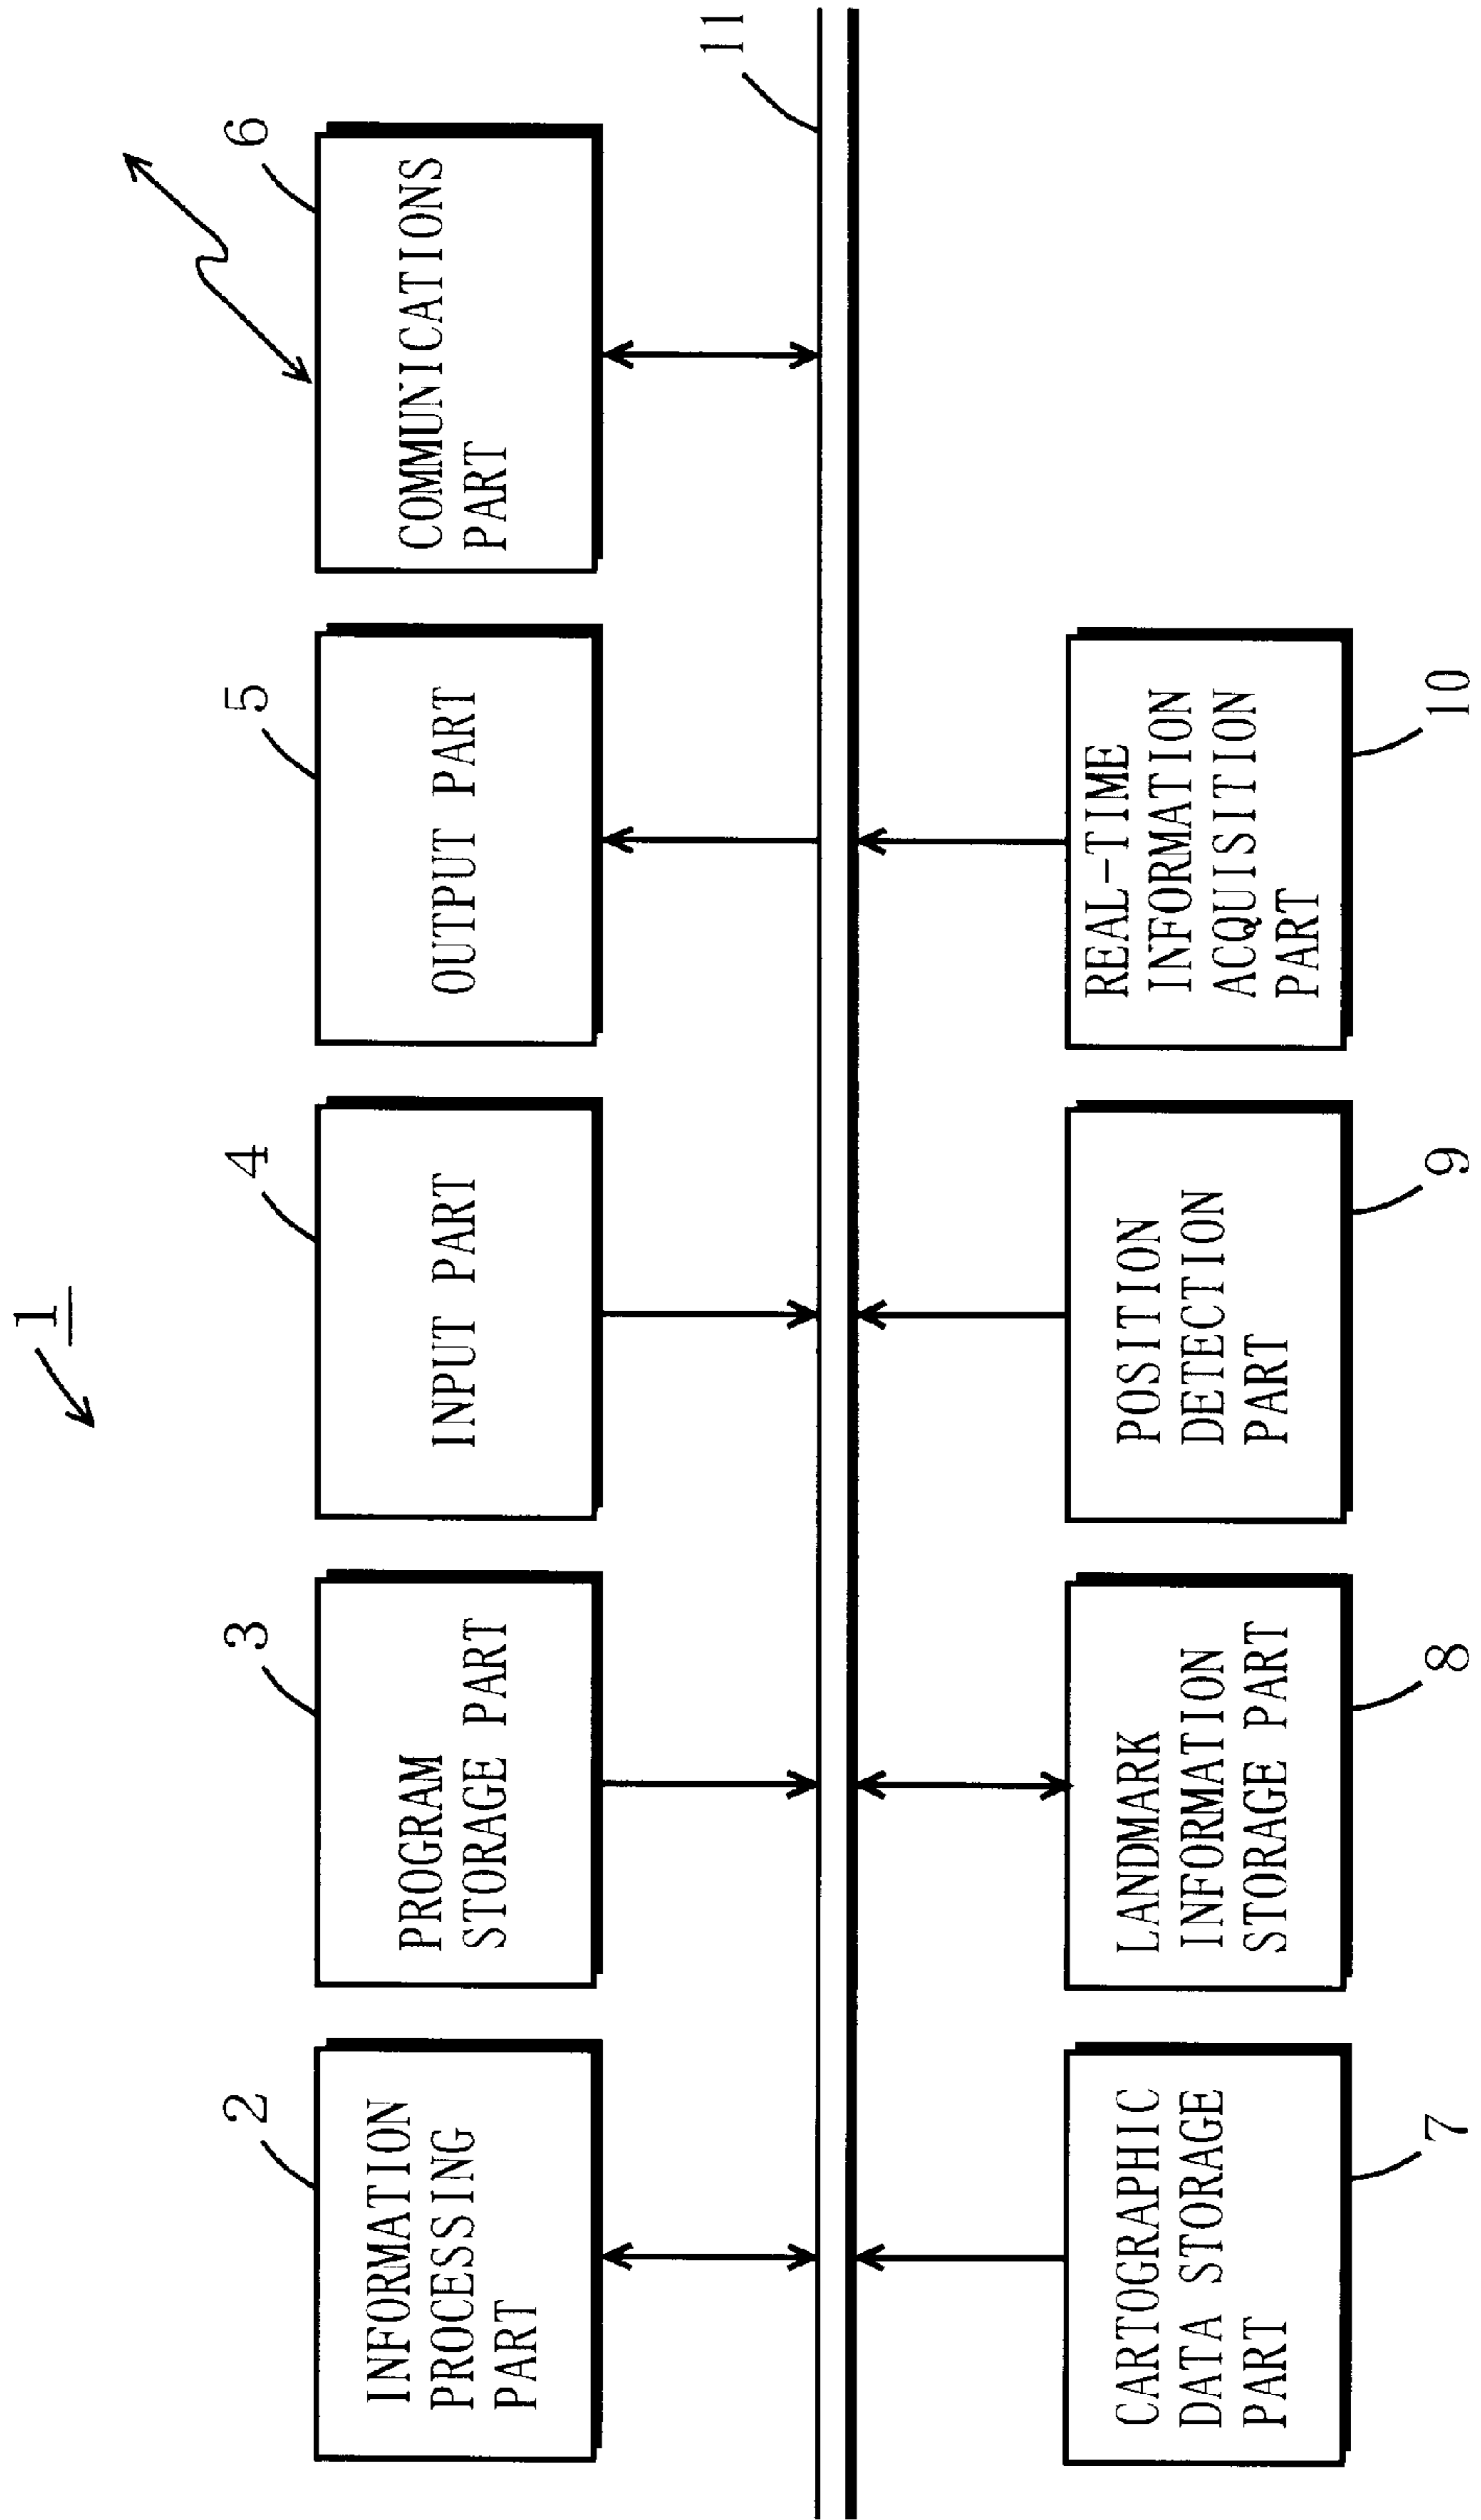 1
2
INFORMATION
PROCESSING
PART
3
PROGRAM
STORAGE PART
4
INPUT PART
5
OUTPUT PART
6
COMMUNICATIONS
PART
11
CARTOGRAPHIC
DATA STORAGE
PART
7
LANDMARK
INFORMATION
STORAGE PART
8
POSITION
DETECTION
PART
9
REAL-TIME
INFORMATION
ACQUISITION
PART
10